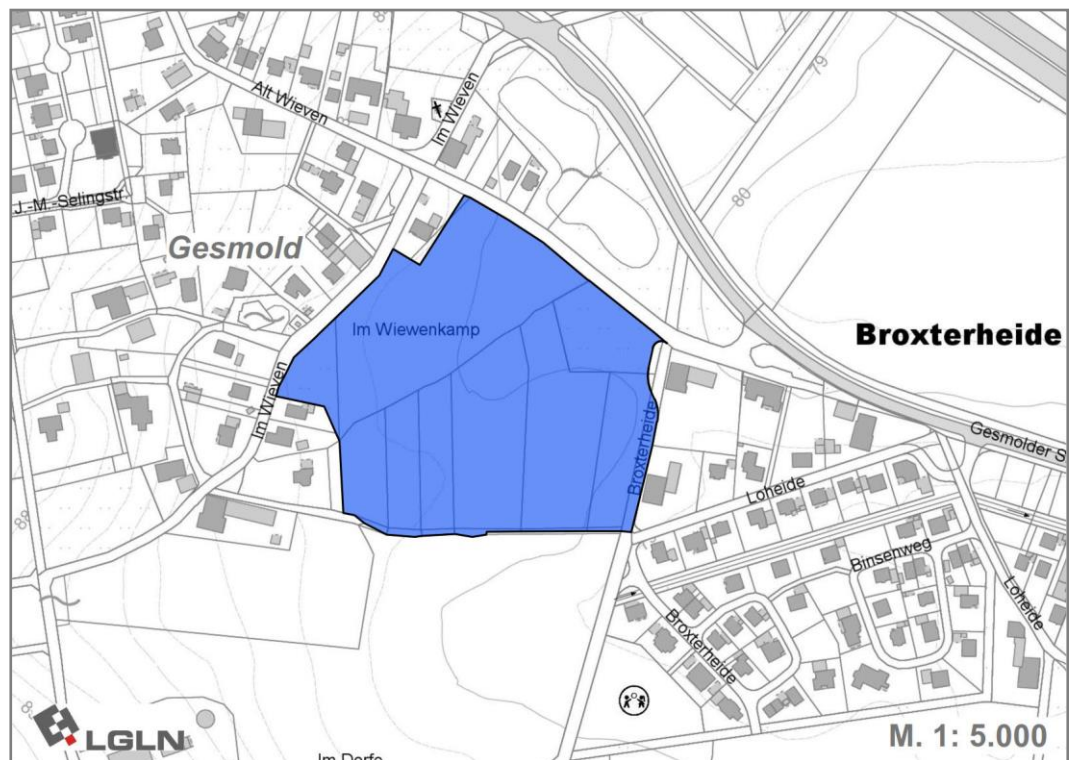 Alt Wieven
Im Wieven
79
80
J.-M.-Selingstr.
Gesmold
Im Wiewenkamp
Broxterheide
Im Wieven
Broxterheide
Gesmolder S
Loheide
Binsenweg
Loheide
Broxterheide
LGLN
M. 1: 5.000
Im Dorfe